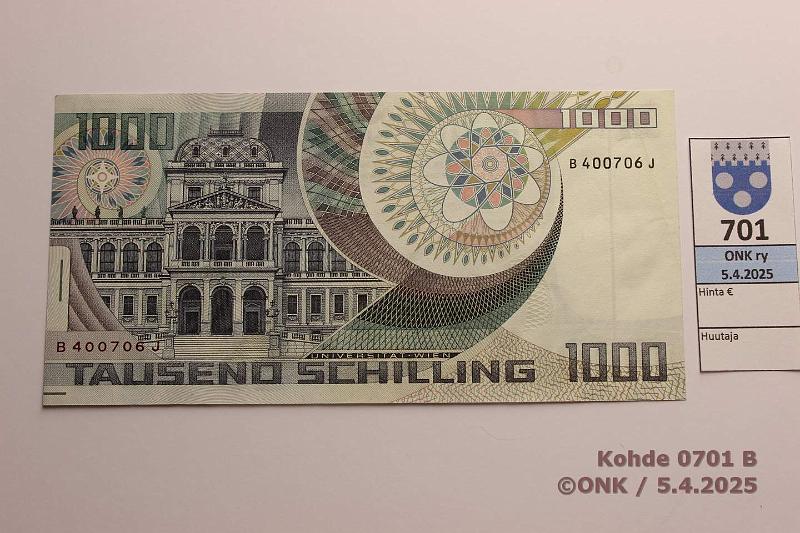 1000
1000
B 400706 J
B 400706 J
UNIVERSITÄT·WIEN
TAUSEND SCHILLING 1000
701
ONK ry
5.4.2025
Hinta €
Huutaja
Kohde 0701 B
©ONK / 5.4.2025